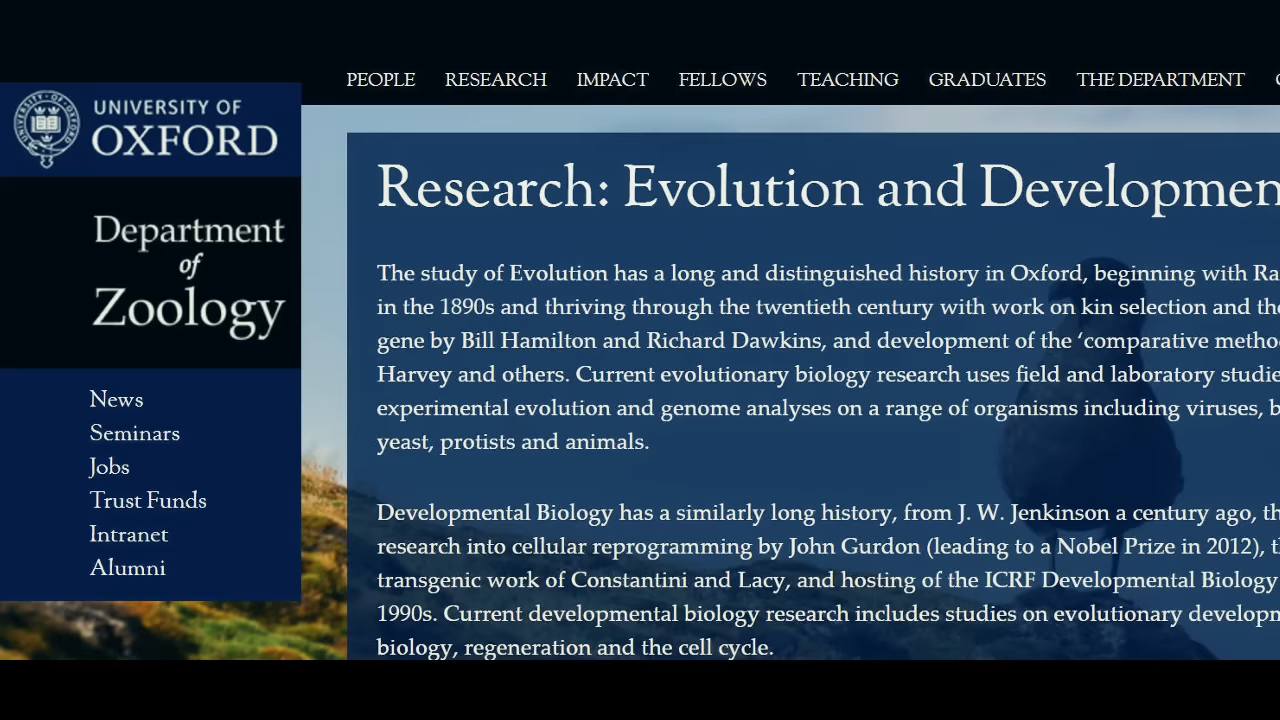 PEOPLE RESEARCH IMPACT FELLOWS TEACHING GRADUATES THE DEPARTMENT
UNIVERSITY OF
OXFORD
Department
of
Zoology
News
Seminars
Jobs
Trust Funds
Intranet
Alumni
Research: Evolution and Developmen
The study of Evolution has a long and distinguished history in Oxford, beginning with Ra
in the 1890s and thriving through the twentieth century with work on kin selection and the
gene by Bill Hamilton and Richard Dawkins, and development of the ‘comparative metho
Harvey and others. Current evolutionary biology research uses field and laboratory studie
experimental evolution and genome analyses on a range of organisms including viruses, b
yeast, protists and animals.
Developmental Biology has a similarly long history, from J. W. Jenkinson a century ago, th
research into cellular reprogramming by John Gurdon (leading to a Nobel Prize in 2012), t
transgenic work of Constantini and Lacy, and hosting of the ICRF Developmental Biology
1990s. Current developmental biology research includes studies on evolutionary developm
biology, regeneration and the cell cycle.